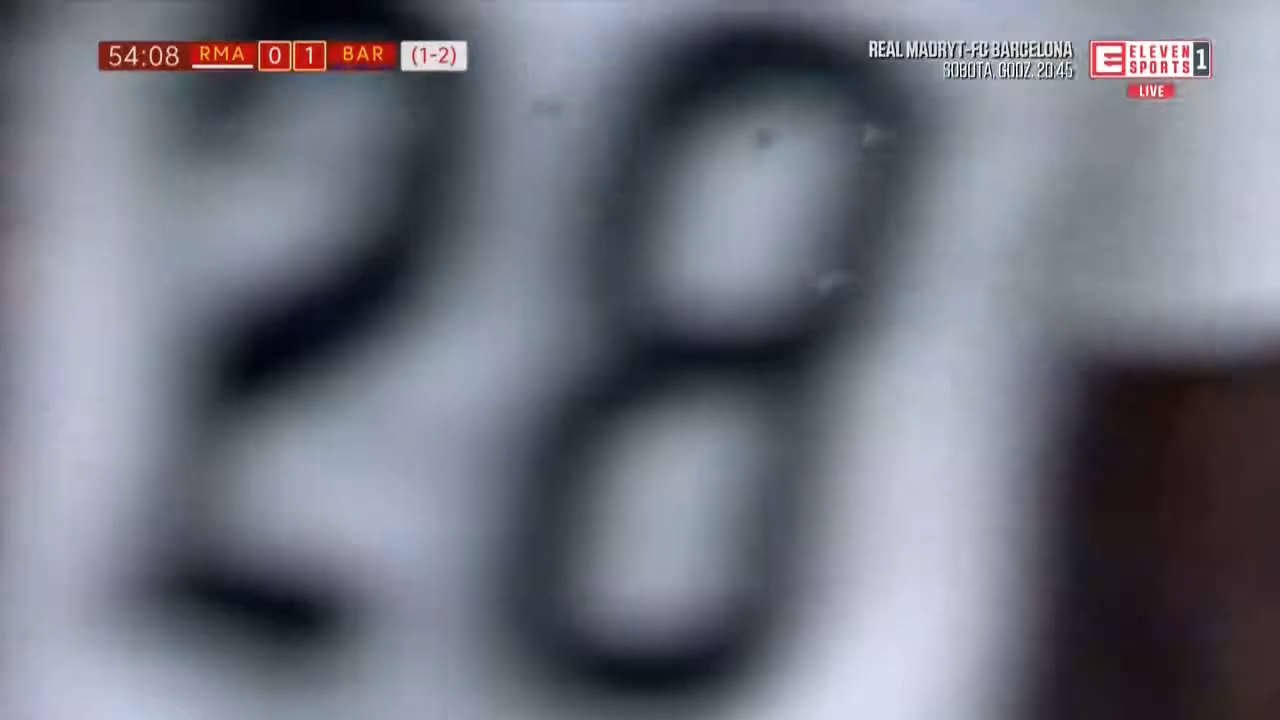 54:08 RMA 0 1 BAR (1-2)
REAL MADRYT-FC BARCELONA
SOBOTA, GODZ. 20:45
ELEVEN
SPORTS 1
LIVE
28